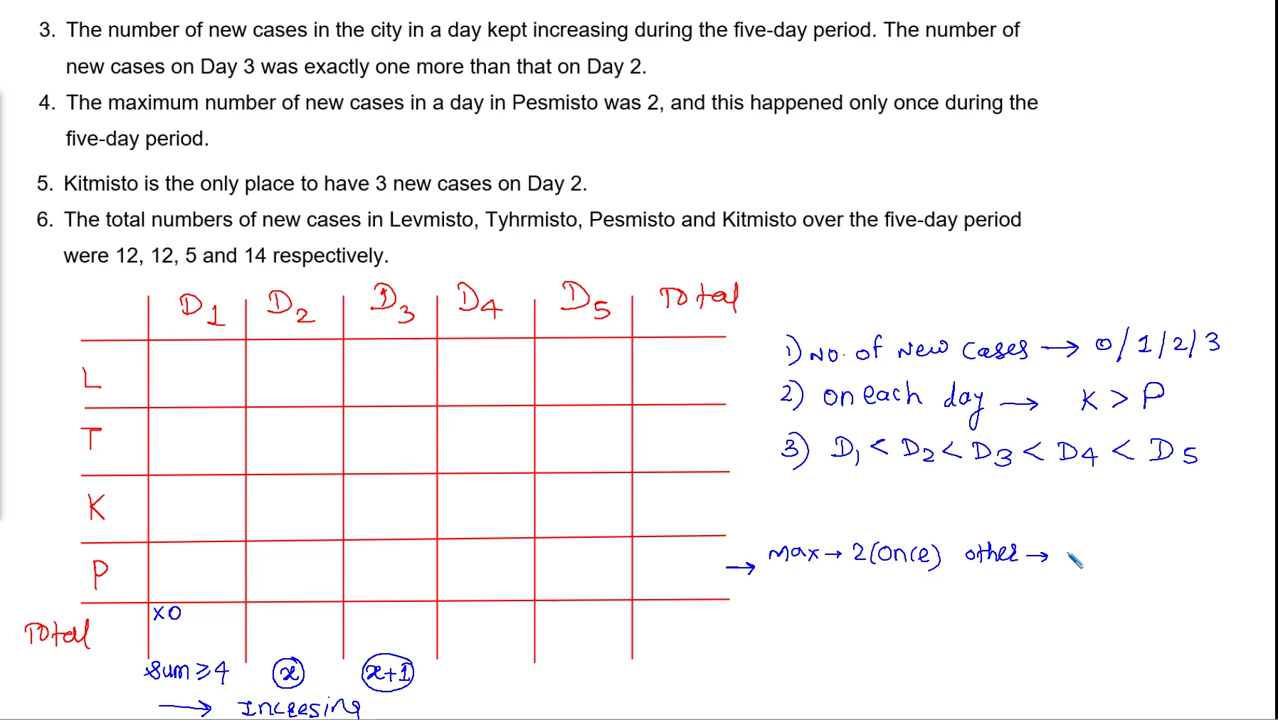 3. The number of new cases in the city in a day kept increasing during the five-day period. The number of
new cases on Day 3 was exactly one more than that on Day 2.
4. The maximum number of new cases in a day in Pesmisto was 2, and this happened only once during the
five-day period.
5. Kitmisto is the only place to have 3 new cases on Day 2.
6. The total numbers of new cases in Levmisto, Tyhrmisto, Pesmisto and Kitmisto over the five-day period
were 12, 12, 5 and 14 respectively.
D1 D2 D3 D4 D5 Total
L
T
K
P
Total
x0
Sum ≥ 4 x x+1
→ Increesing
1) No. of New Cases → 0/1/2/3
2) on each day → K > P
3) D1 < D2 < D3 < D4 < D5
→ Max → 2 (once) other →